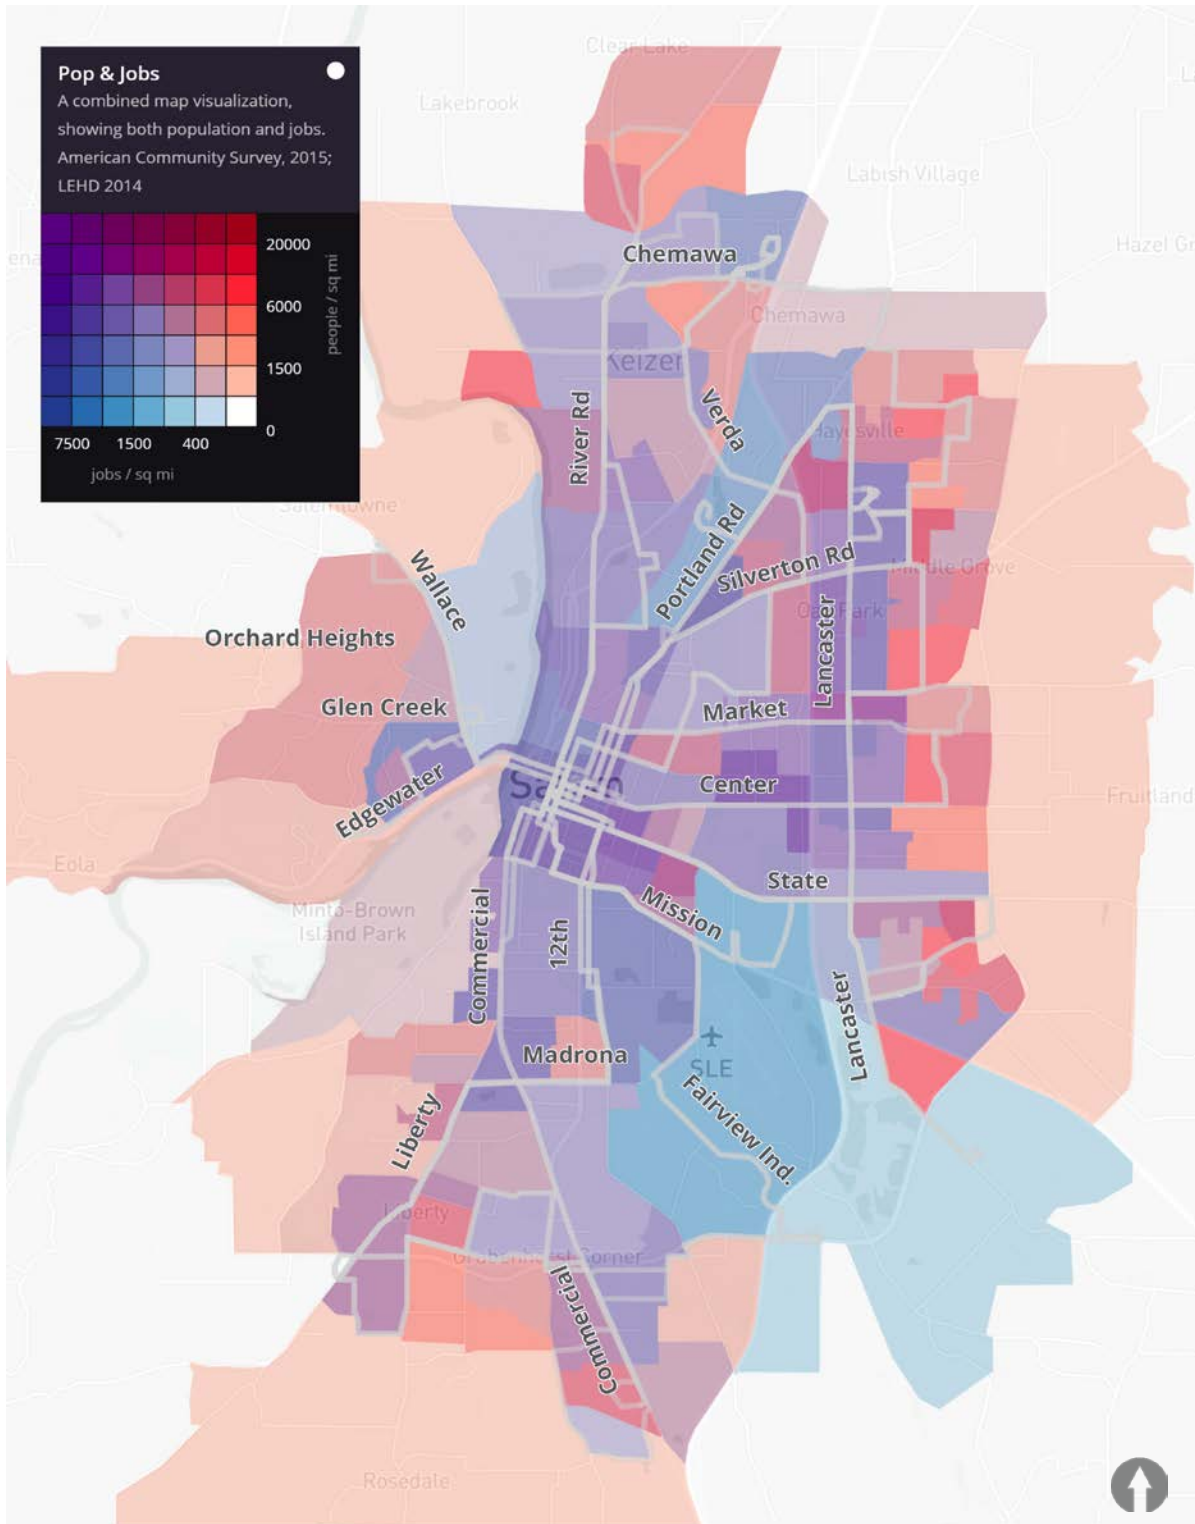 Clear Lake
Pop & Jobs
A combined map visualization,
showing both population and jobs.
American Community Survey, 2015;
LEHD 2014
20000
6000
1500
0
people / sq mi
7500
1500
400
jobs / sq mi
Lakebrook
Labish Village
Hazel Gr
Chemawa
Chemawa
Keizer
River Rd
Verda
Hayesville
Portland Rd
Silverton Rd
Middle Grove
Wallace
Lancaster
Orchard Heights
Glen Creek
Market
Salem
Center
Edgewater
Fruitland
Eola
State
Minto-Brown
Island Park
Mission
Commercial
12th
Lancaster
Madrona
SLE
Fairview Ind.
Liberty
Liberty
Commercial
Rosedale